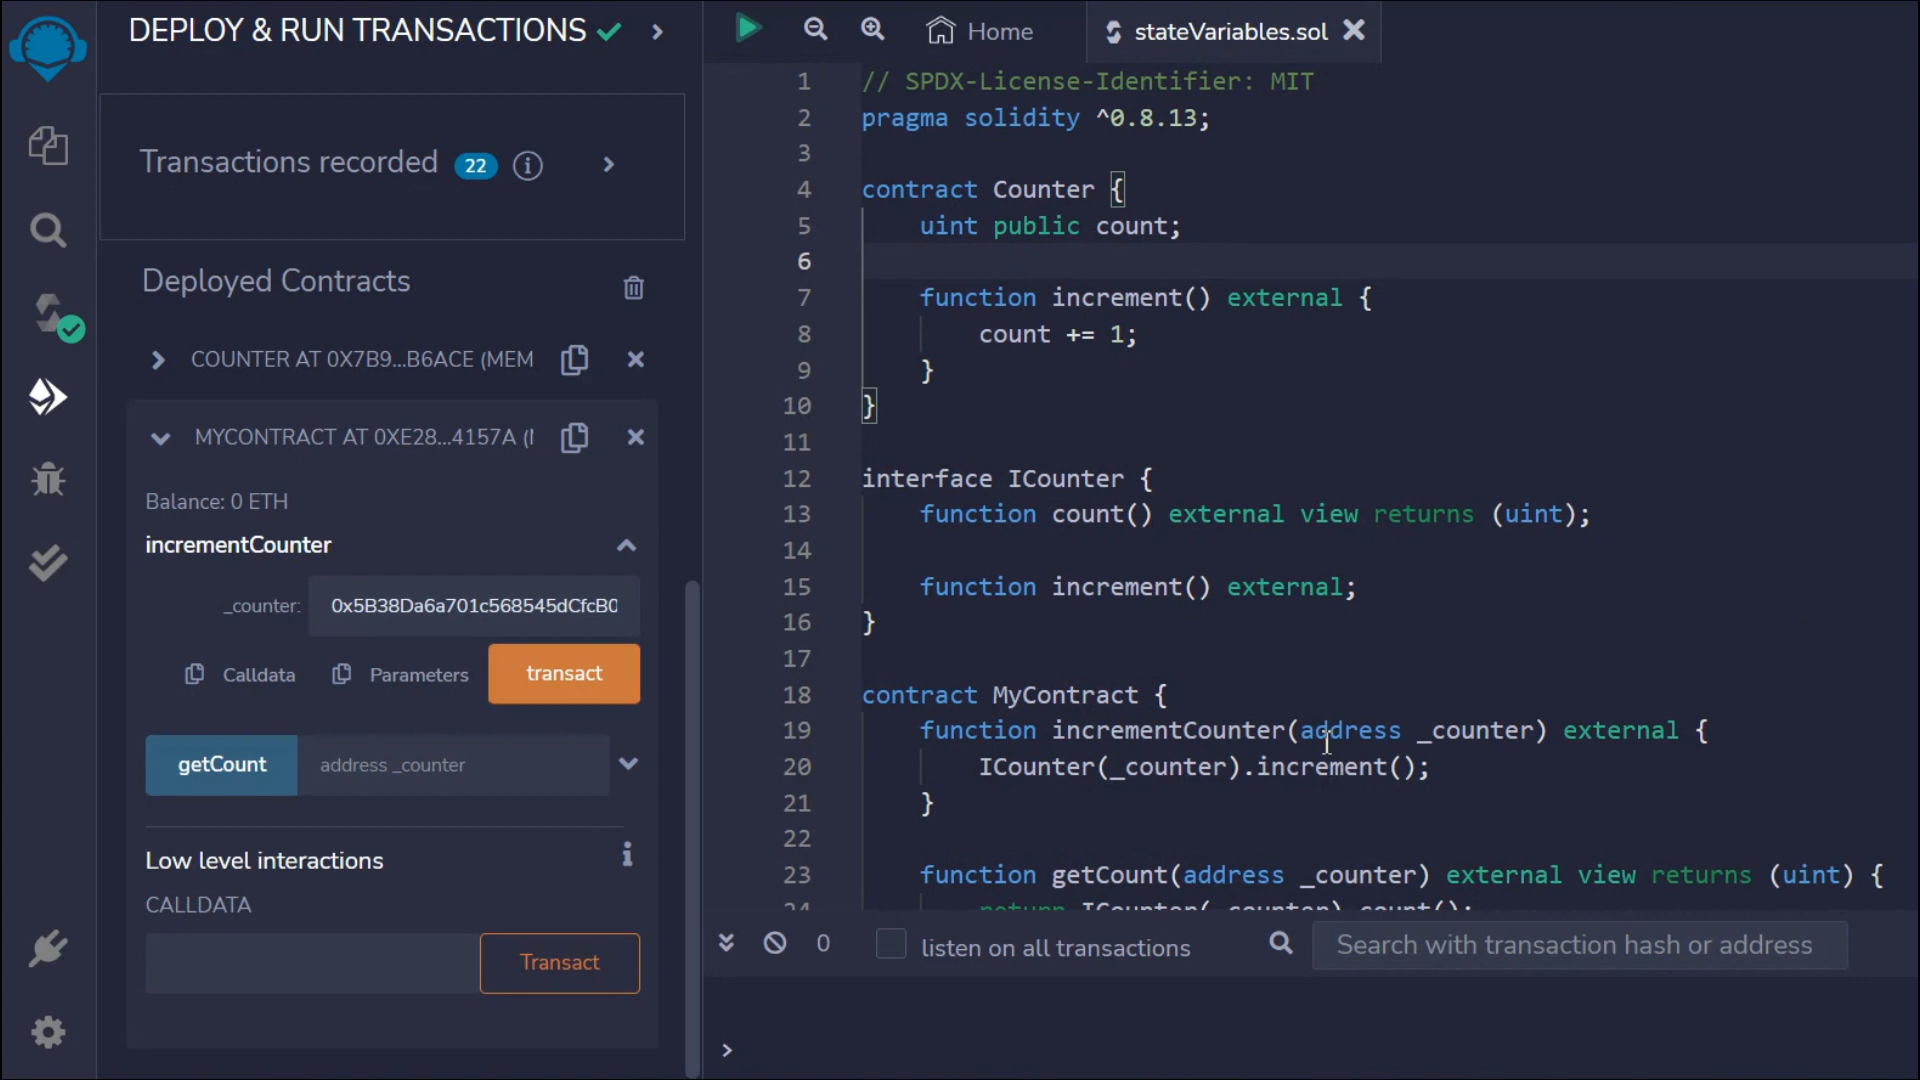 DEPLOY & RUN TRANSACTIONS
Transactions recorded 22
Deployed Contracts
COUNTER AT 0X7B9...B6ACE (MEM
MYCONTRACT AT 0XE28...4157A (
Balance: 0 ETH
incrementCounter
_counter: 0x5B38Da6a701c568545dCfcB0
Calldata Parameters transact
getCount address _counter
Low level interactions
CALLDATA
Transact
Home stateVariables.sol
1 // SPDX-License-Identifier: MIT
2 pragma solidity ^0.8.13;
3
4 contract Counter {
5 uint public count;
6
7 function increment() external {
8 count += 1;
9 }
10 }
11
12 interface ICounter {
13 function count() external view returns (uint);
14
15 function increment() external;
16 }
17
18 contract MyContract {
19 function incrementCounter(address _counter) external {
20 ICounter(_counter).increment();
21 }
22
23 function getCount(address _counter) external view returns (uint) {
24 return ICounter(_counter).count();
0 listen on all transactions Search with transaction hash or address
>